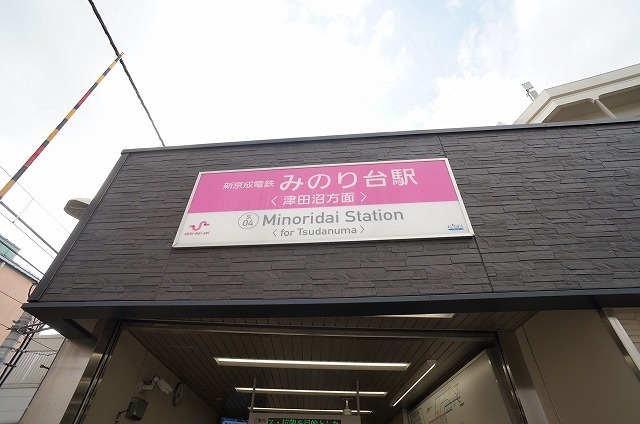 新京成電鉄 みのり台駅
〈津田沼方面〉
SL
04
Minoridai Station
〈for Tsudanuma〉